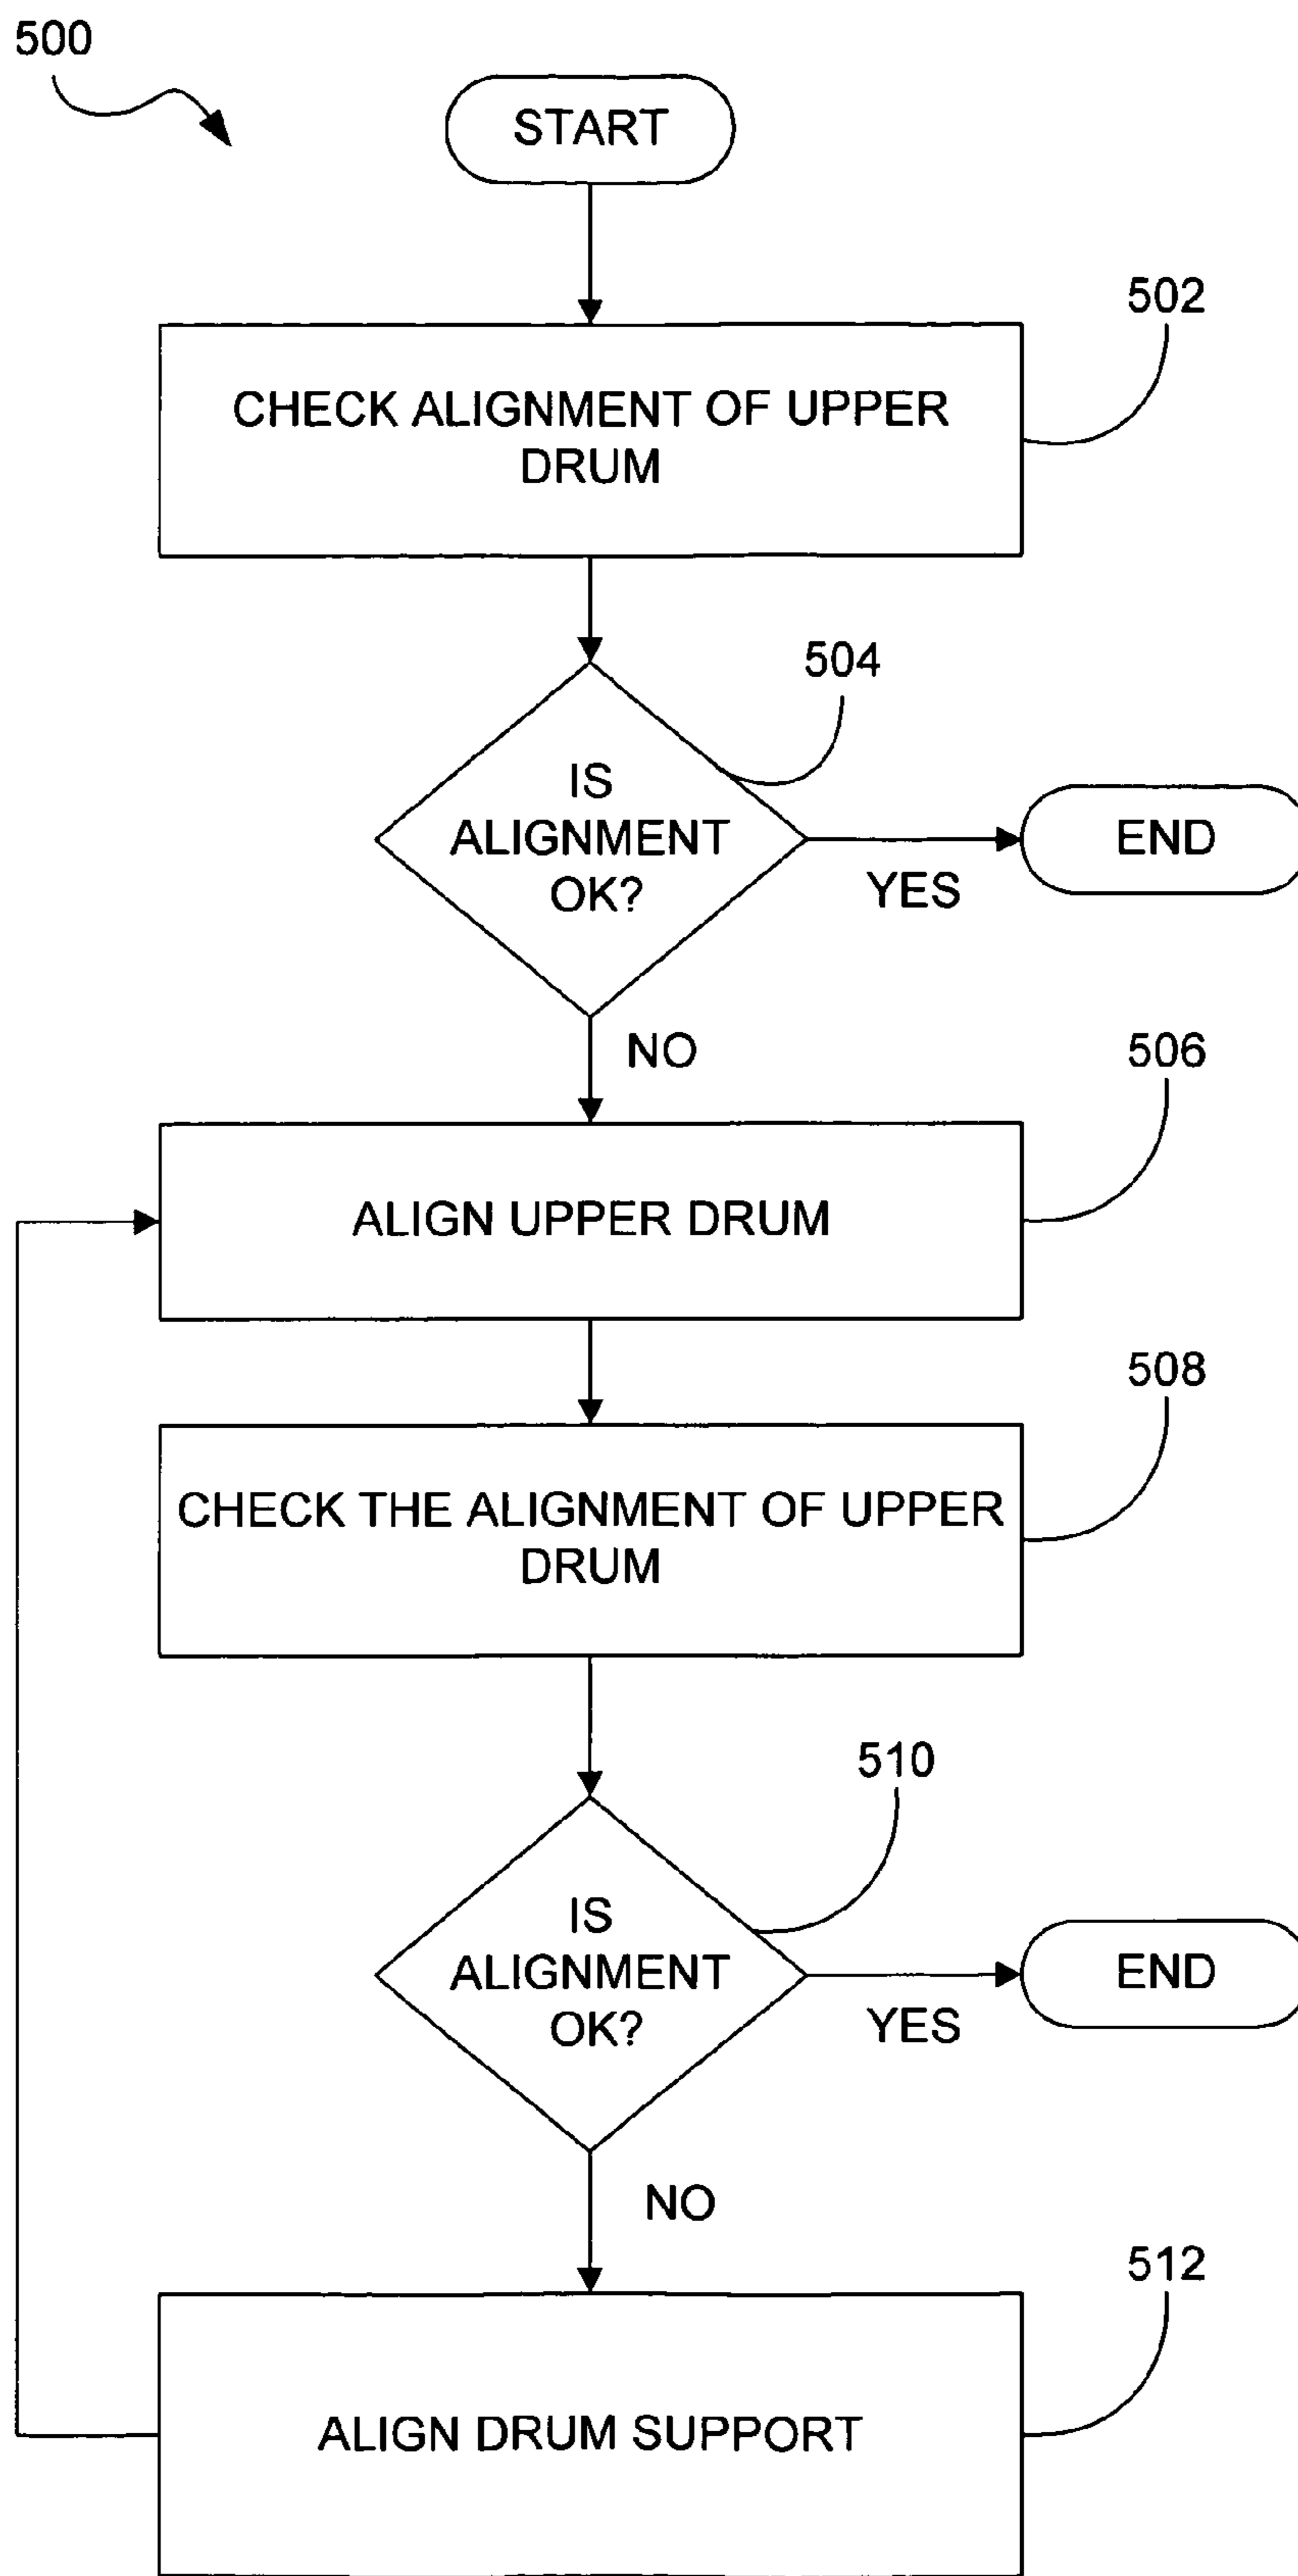 500
START
502
CHECK ALIGNMENT OF UPPER
DRUM
504
IS
ALIGNMENT
OK?
YES
END
NO
506
ALIGN UPPER DRUM
508
CHECK THE ALIGNMENT OF UPPER
DRUM
510
IS
ALIGNMENT
OK?
YES
END
NO
512
ALIGN DRUM SUPPORT